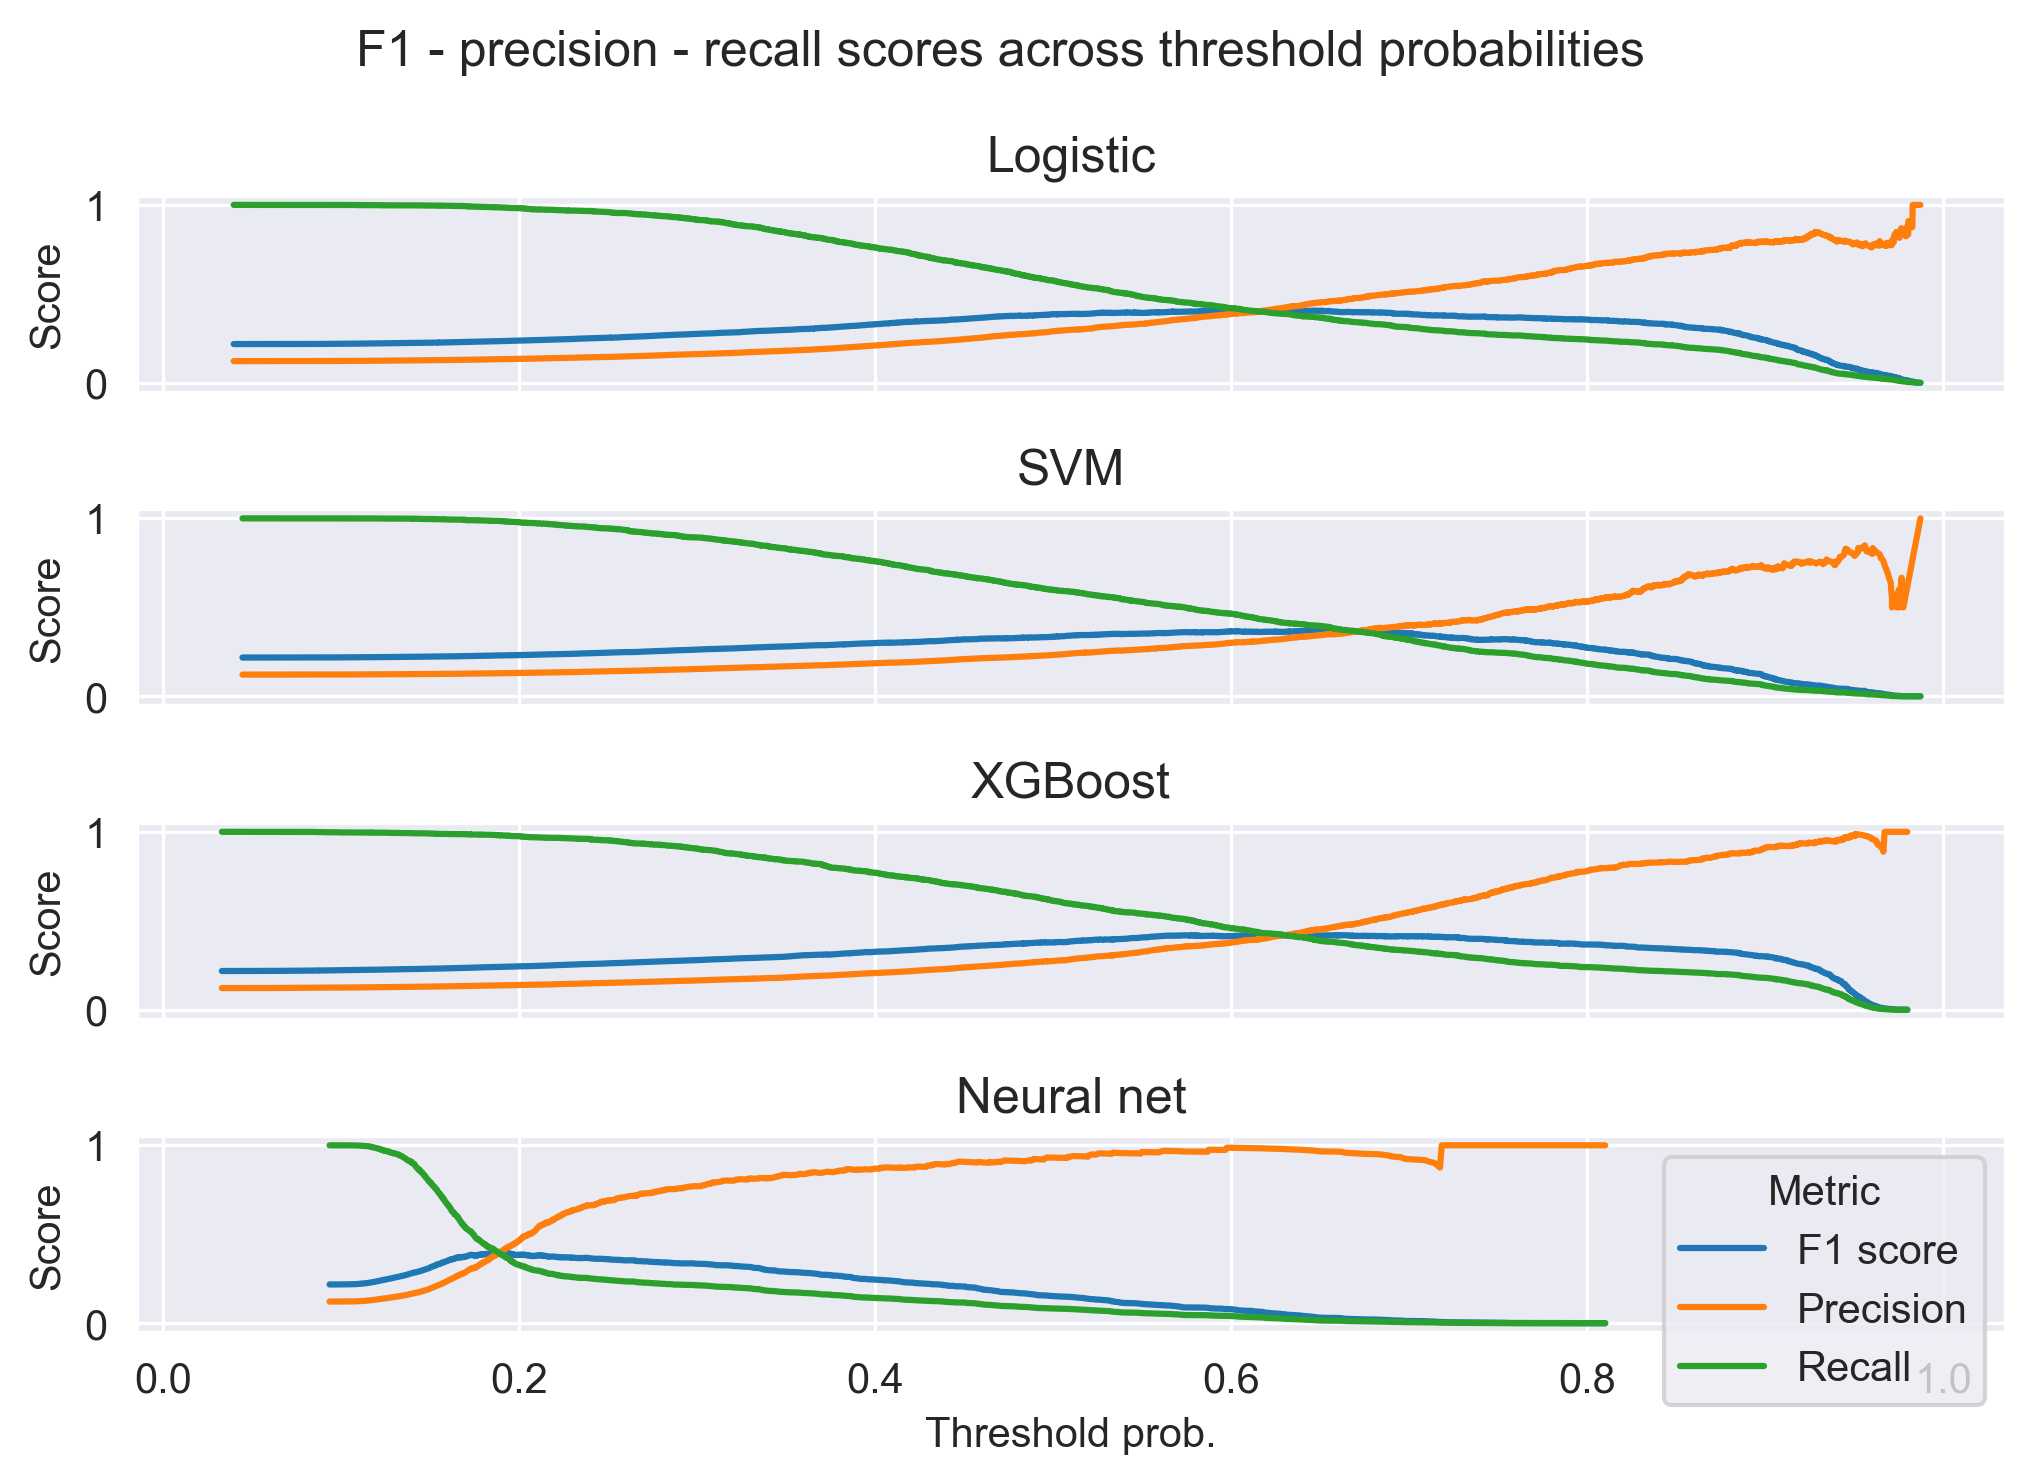 F1 - precision - recall scores across threshold probabilities
Logistic
1
Score
0
SVM
1
Score
0
XGBoost
1
Score
0
Neural net
1
Score
0
Metric
F1 score
Precision
Recall
0.0 0.2 0.4 0.6 0.8 1.0
Threshold prob.